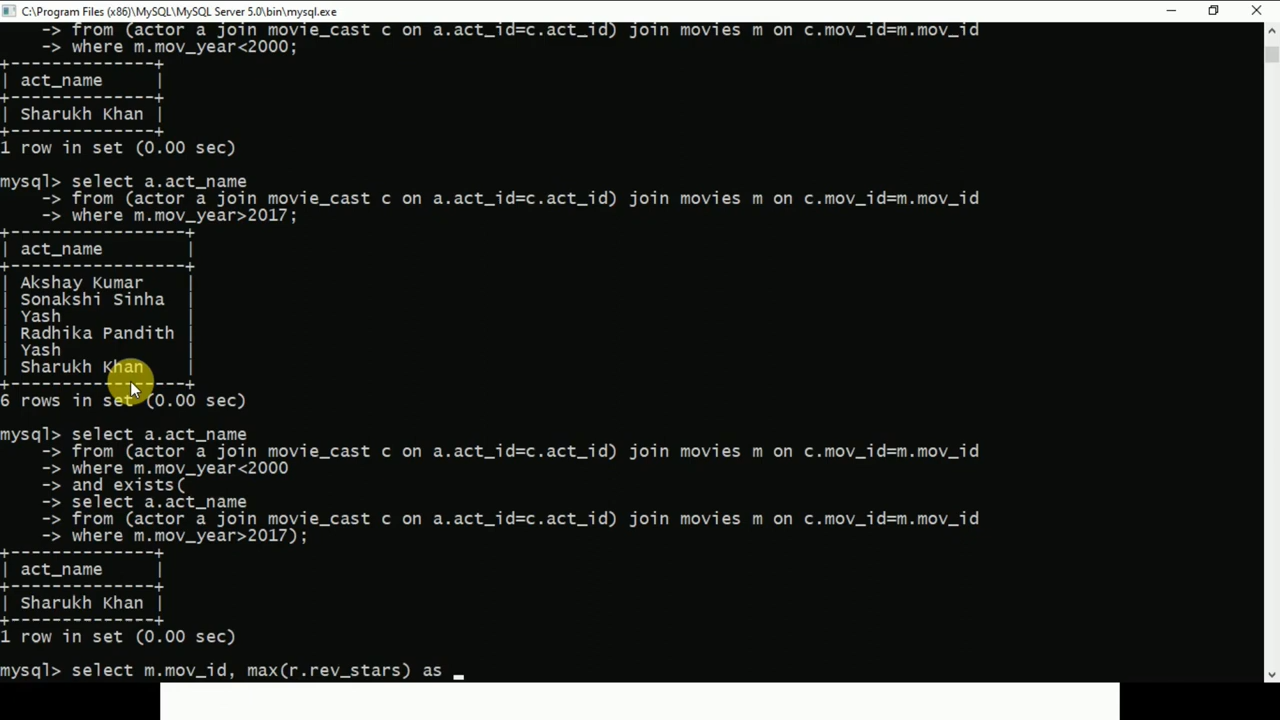 C:\Program Files (x86)\MySQL\MySQL Server 5.0\bin\mysql.exe
-> from (actor a join movie_cast c on a.act_id=c.act_id) join movies m on c.mov_id=m.mov_id
-> where m.mov_year<2000;
+--------------+
| act_name |
+--------------+
| Sharukh Khan |
+--------------+
1 row in set (0.00 sec)
mysql> select a.act_name
-> from (actor a join movie_cast c on a.act_id=c.act_id) join movies m on c.mov_id=m.mov_id
-> where m.mov_year>2017;
+-----------------+
| act_name |
+-----------------+
| Akshay Kumar |
| Sonakshi Sinha |
| Yash |
| Radhika Pandith |
| Yash |
| Sharukh Khan |
+-----------------+
6 rows in set (0.00 sec)
mysql> select a.act_name
-> from (actor a join movie_cast c on a.act_id=c.act_id) join movies m on c.mov_id=m.mov_id
-> where m.mov_year<2000
-> and exists(
-> select a.act_name
-> from (actor a join movie_cast c on a.act_id=c.act_id) join movies m on c.mov_id=m.mov_id
-> where m.mov_year>2017);
+--------------+
| act_name |
+--------------+
| Sharukh Khan |
+--------------+
1 row in set (0.00 sec)
mysql> select m.mov_id, max(r.rev_stars) as _